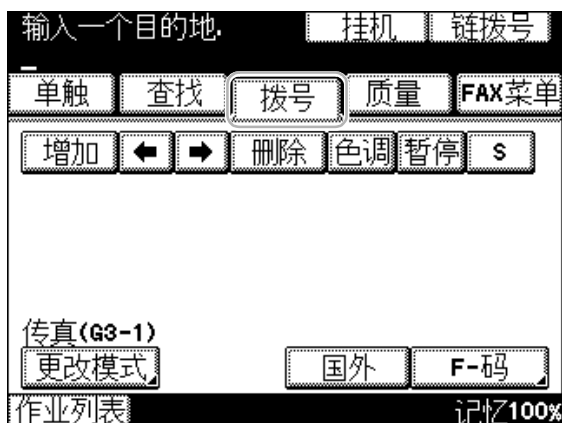 输入一个目的地. 挂机 链拨号
单触 查找 拨号 质量 FAX菜单
增加 ← → 删除 色调 暂停 S
传真(G3-1)
更改模式 国外 F-码
作业列表 记忆100%